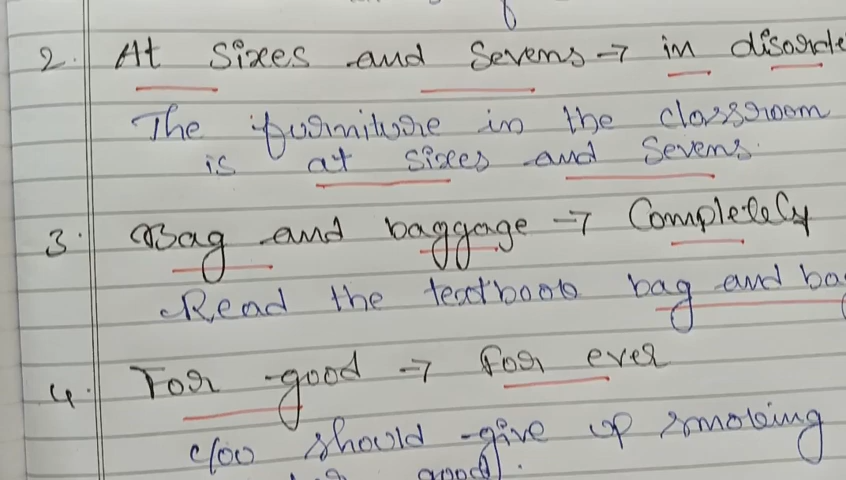 2. At sixes and sevens → in disorde
The furniture in the classroom
is at sixes and sevens.
3. Bag and baggage → Completely
Read the textbook bag and ba
4. For good → For ever
You should give up smoking
good.